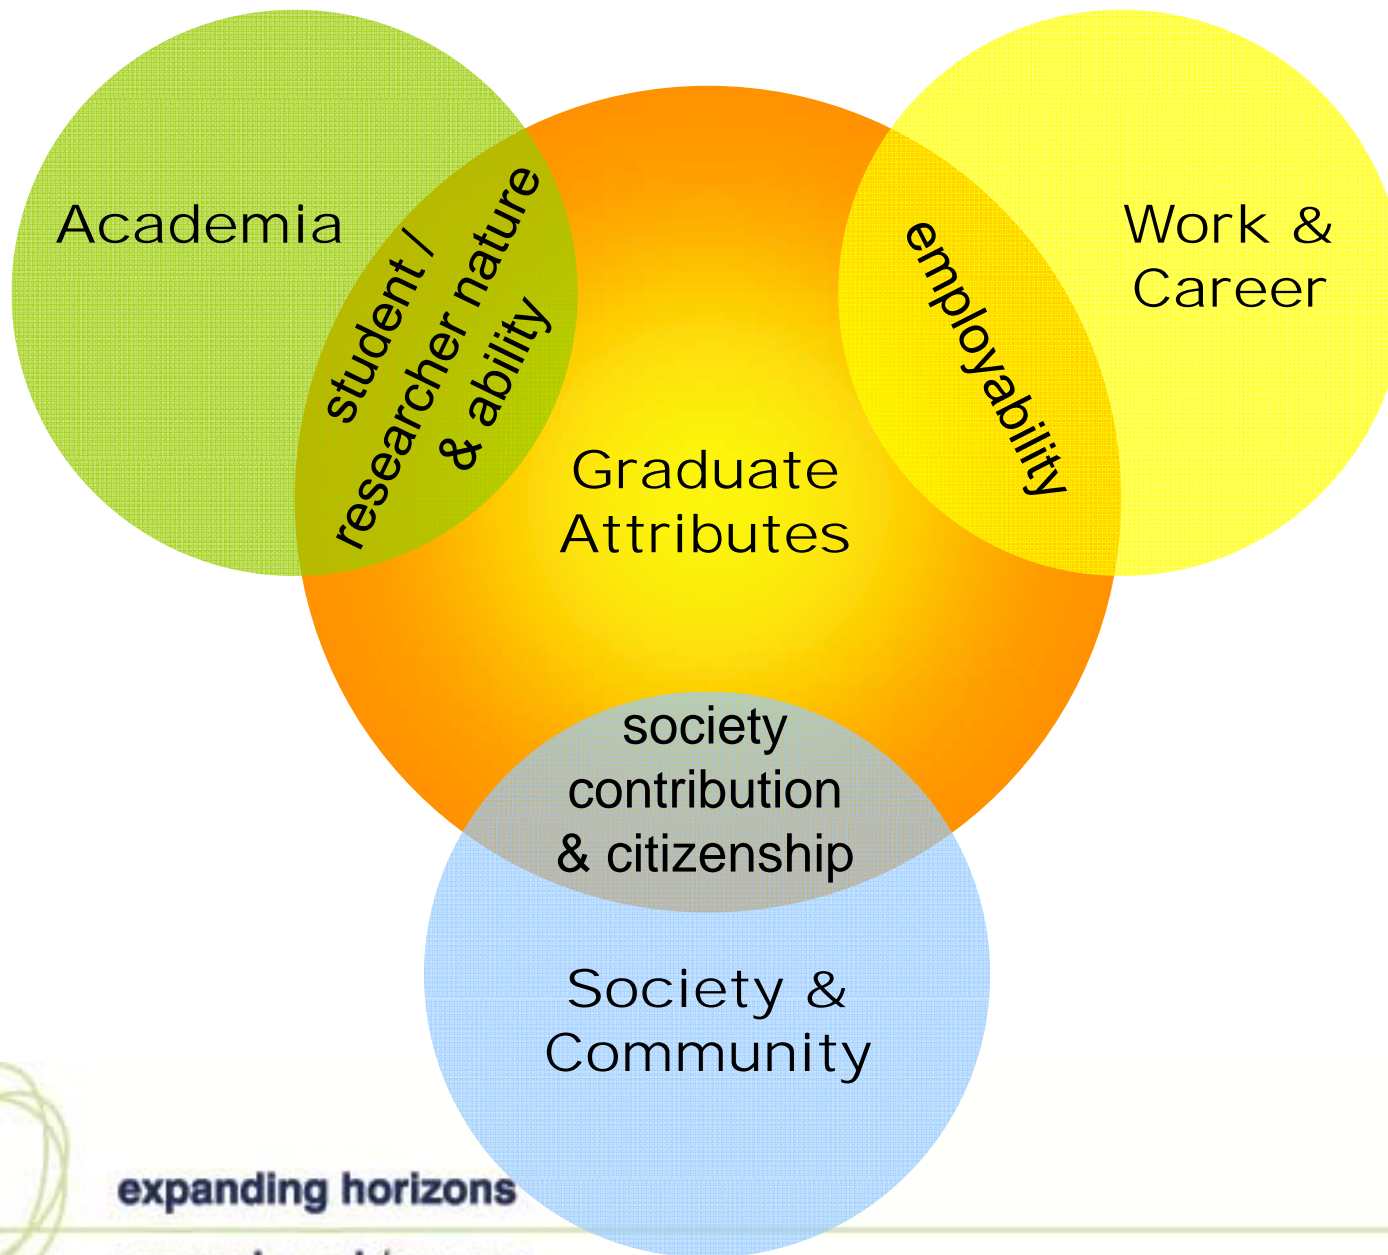 Academia
student /
researcher nature
& ability
Work &
Career
employability
Graduate
Attributes
society
contribution
& citizenship
Society &
Community
expanding horizons